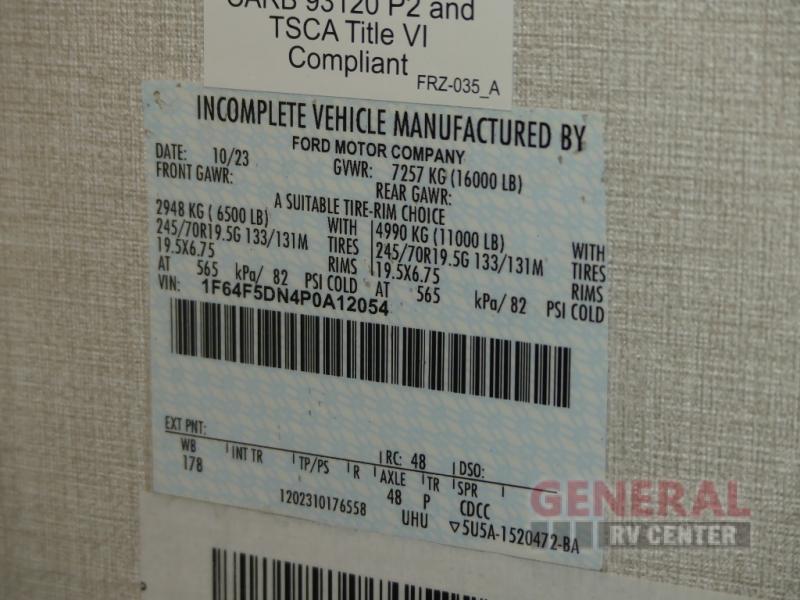 CARB 93120 P2 and
TSCA Title VI
Compliant
FRZ-035_A
INCOMPLETE VEHICLE MANUFACTURED BY
FORD MOTOR COMPANY
DATE: 10/23 GVWR: 7257 KG (16000 LB)
FRONT GAWR: REAR GAWR:
A SUITABLE TIRE-RIM CHOICE
2948 KG ( 6500 LB) WITH 4990 KG (11000 LB) WITH
245/70R19.5G 133/131M TIRES 245/70R19.5G 133/131M TIRES
19.5X6.75 RIMS 19.5X6.75 RIMS
AT 565 kPa/ 82 PSI COLD AT 565 kPa/ 82 PSI COLD
VIN: 1F64F5DN4P0A12054
EXT PNT: RC: 48 DSO:
WB INT TR TP/PS R AXLE TR SPR
178 48 P CDCC
1202310176558 UHU 5U5A-1520472-BA
GENERAL
RV CENTER